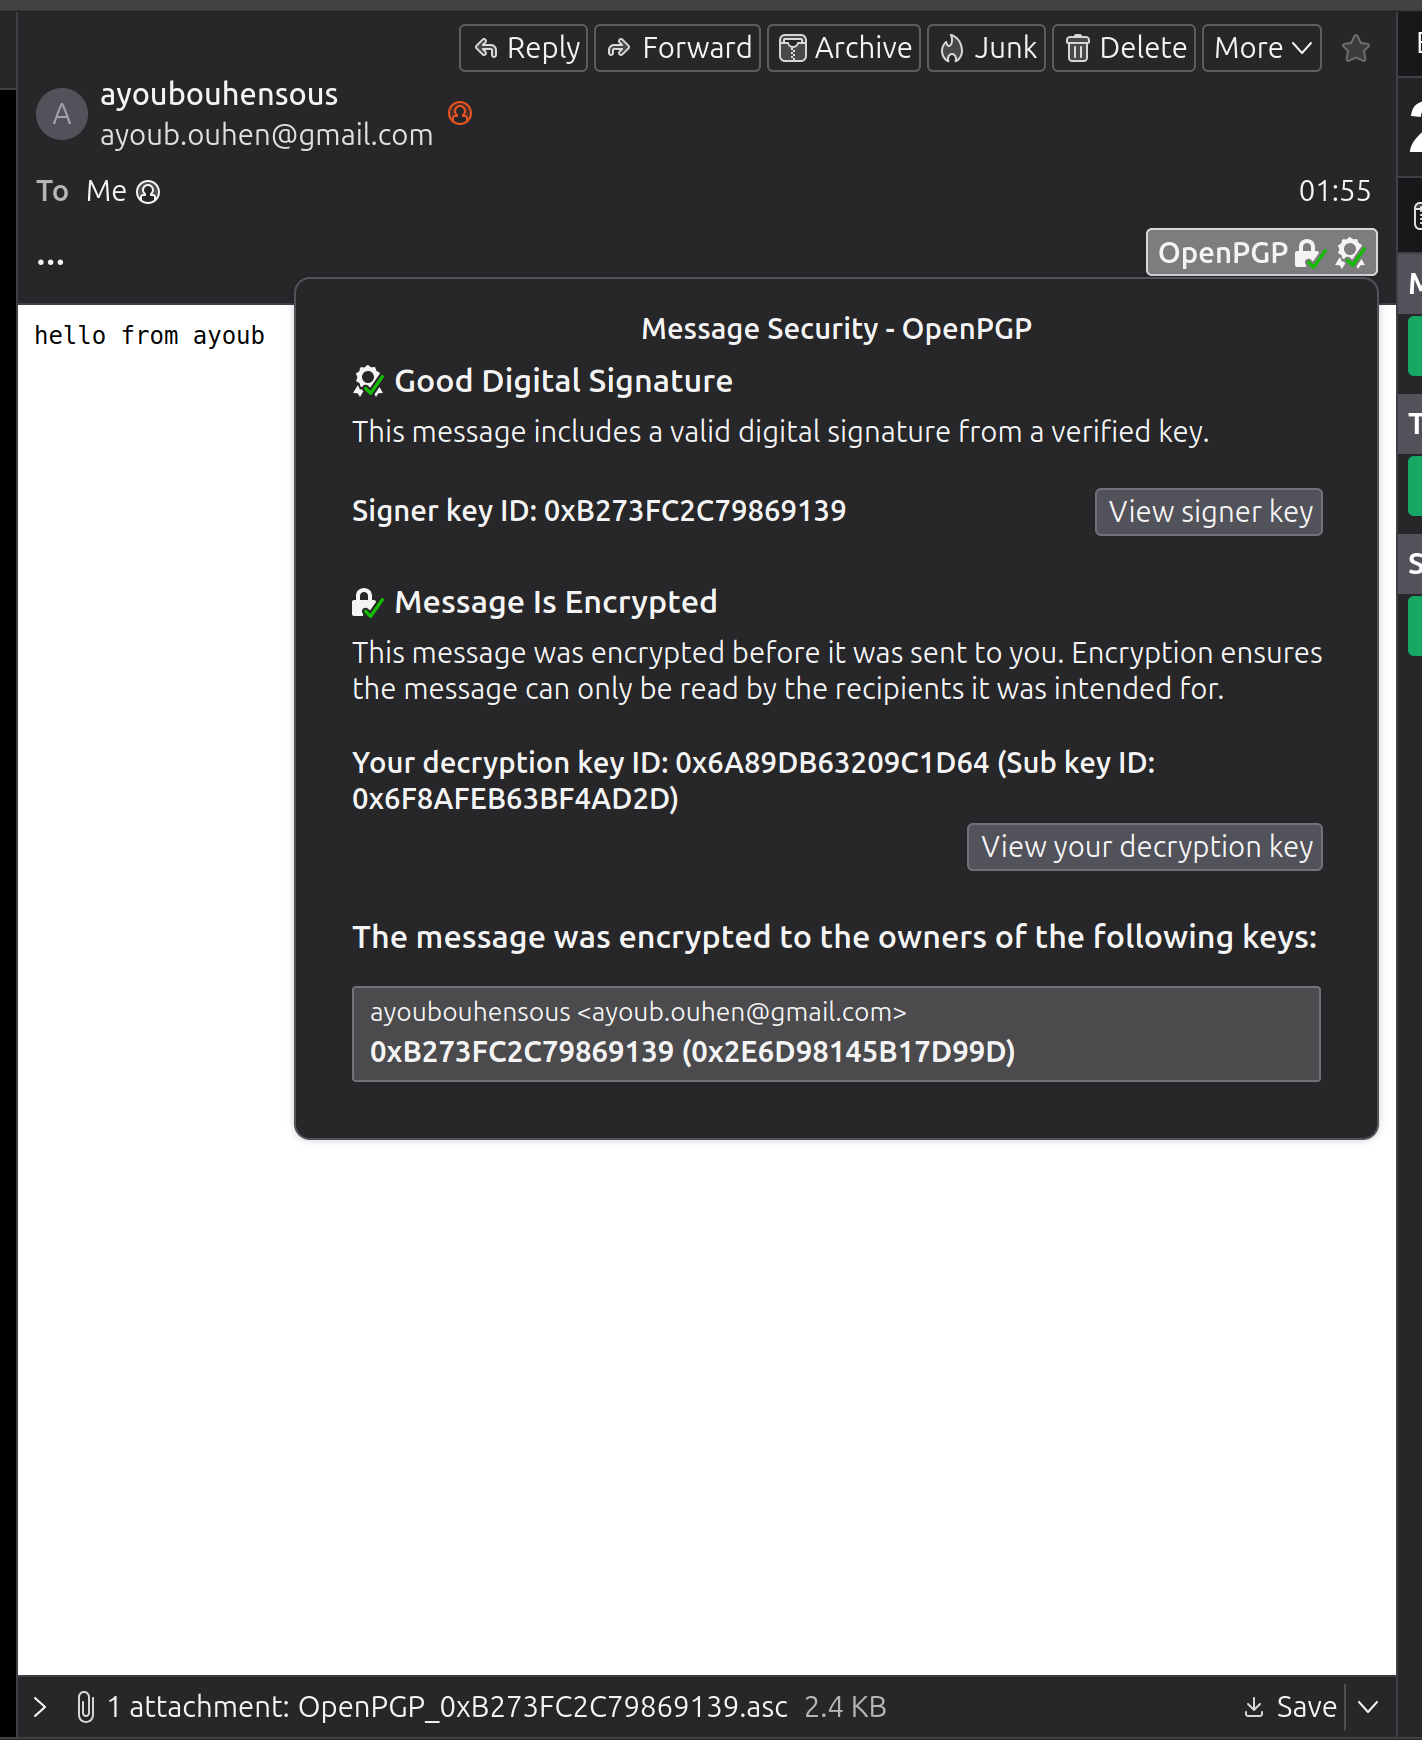 Reply Forward Archive Junk Delete More
A
ayoubouhensous
ayoub.ouhen@gmail.com
To Me 01:55
...
OpenPGP
hello from ayoub
Message Security - OpenPGP
Good Digital Signature
This message includes a valid digital signature from a verified key.
Signer key ID: 0xB273FC2C79869139
View signer key
Message Is Encrypted
This message was encrypted before it was sent to you. Encryption ensures
the message can only be read by the recipients it was intended for.
Your decryption key ID: 0x6A89DB63209C1D64 (Sub key ID:
0x6F8AFEB63BF4AD2D)
View your decryption key
The message was encrypted to the owners of the following keys:
ayoubouhensous <ayoub.ouhen@gmail.com>
0xB273FC2C79869139 (0x2E6D98145B17D99D)
1 attachment: OpenPGP_0xB273FC2C79869139.asc 2.4 KB
Save